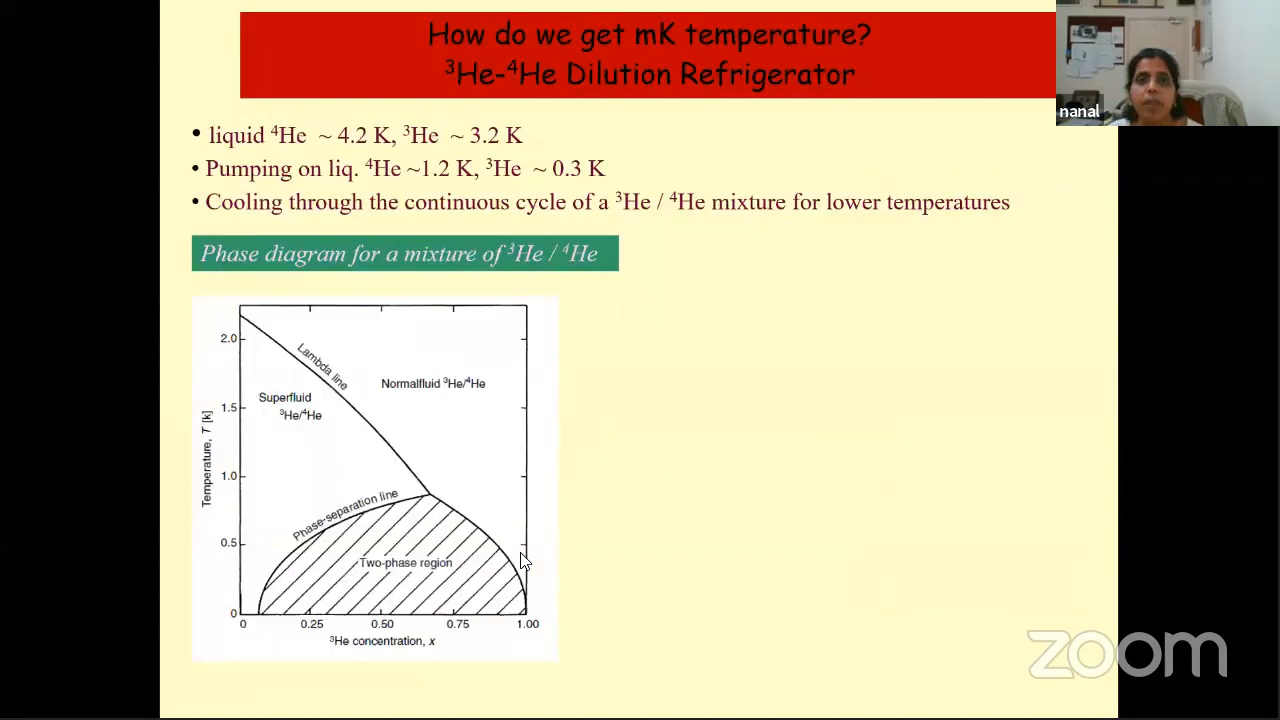 How do we get mK temperature?
³He-⁴He Dilution Refrigerator
nanal
• liquid ⁴He ~ 4.2 K, ³He ~ 3.2 K
• Pumping on liq. ⁴He ~1.2 K, ³He ~ 0.3 K
• Cooling through the continuous cycle of a ³He / ⁴He mixture for lower temperatures
Phase diagram for a mixture of ³He / ⁴He
2.0
1.5
1.0
0.5
0
Temperature, T [k]
Lambda line
Normalfluid ³He/⁴He
Superfluid
³He/⁴He
Phase-separation line
Two-phase region
0 0.25 0.50 0.75 1.00
³He concentration, x
zoom